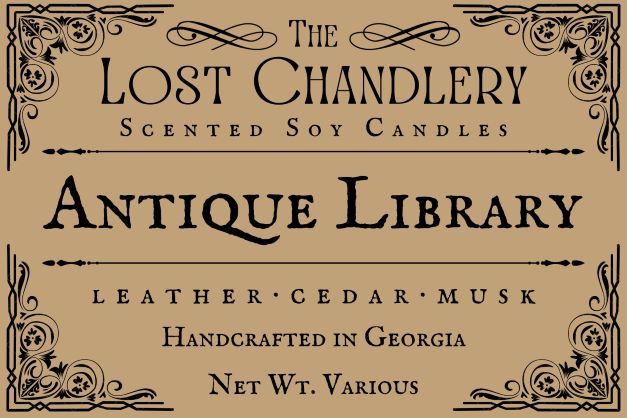 The
Lost Chandlery
Scented Soy Candles
Antique Library
LEATHER·CEDAR·MUSK
Handcrafted in Georgia
Net Wt. Various